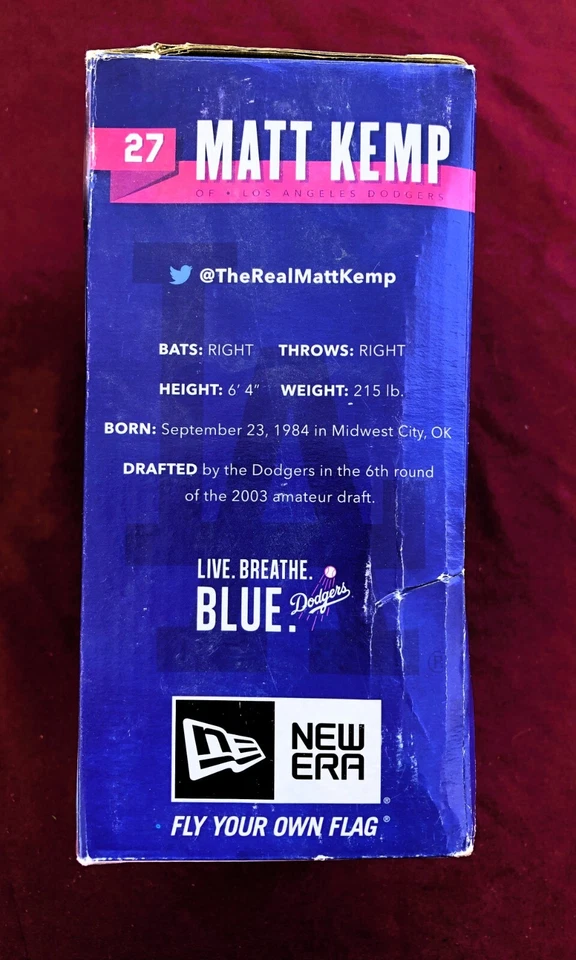 27 MATT KEMP
OF • LOS ANGELES DODGERS
@TheRealMattKemp
BATS: RIGHT THROWS: RIGHT
HEIGHT: 6' 4" WEIGHT: 215 lb.
BORN: September 23, 1984 in Midwest City, OK
DRAFTED by the Dodgers in the 6th round
of the 2003 amateur draft.
LIVE. BREATHE.
BLUE. Dodgers
NE NEW
ERA ®
FLY YOUR OWN FLAG ®